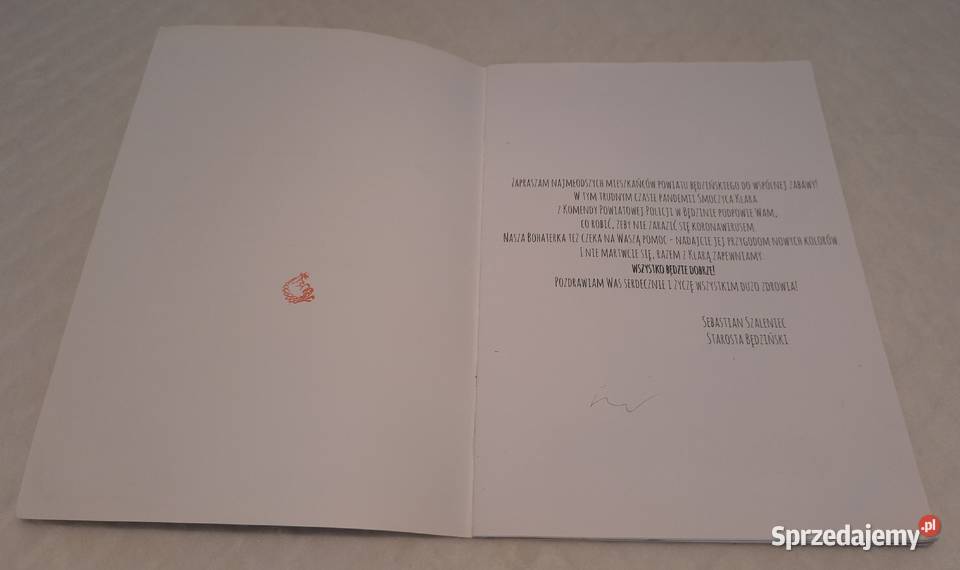 Zapraszam najmłodszych mieszkańców powiatu będzińskiego do wspólnej zabawy!
W tym trudnym czasie pandemii Smoczyca Klara
z Komendy Powiatowej Policji w Będzinie podpowie Wam,
co robić, żeby nie zarazić się koronawirusem.
Nasza Bohaterka też czeka na Waszą pomoc - nadajcie jej przygodom nowych kolorów.
I nie martwcie się, razem z Klarą zapewniamy:
WSZYSTKO BĘDZIE DOBRZE!
Pozdrawiam Was serdecznie i życzę wszystkim dużo zdrowia!
Sebastian Szaleniec
Starosta Będziński
Sprzedajemy.pl